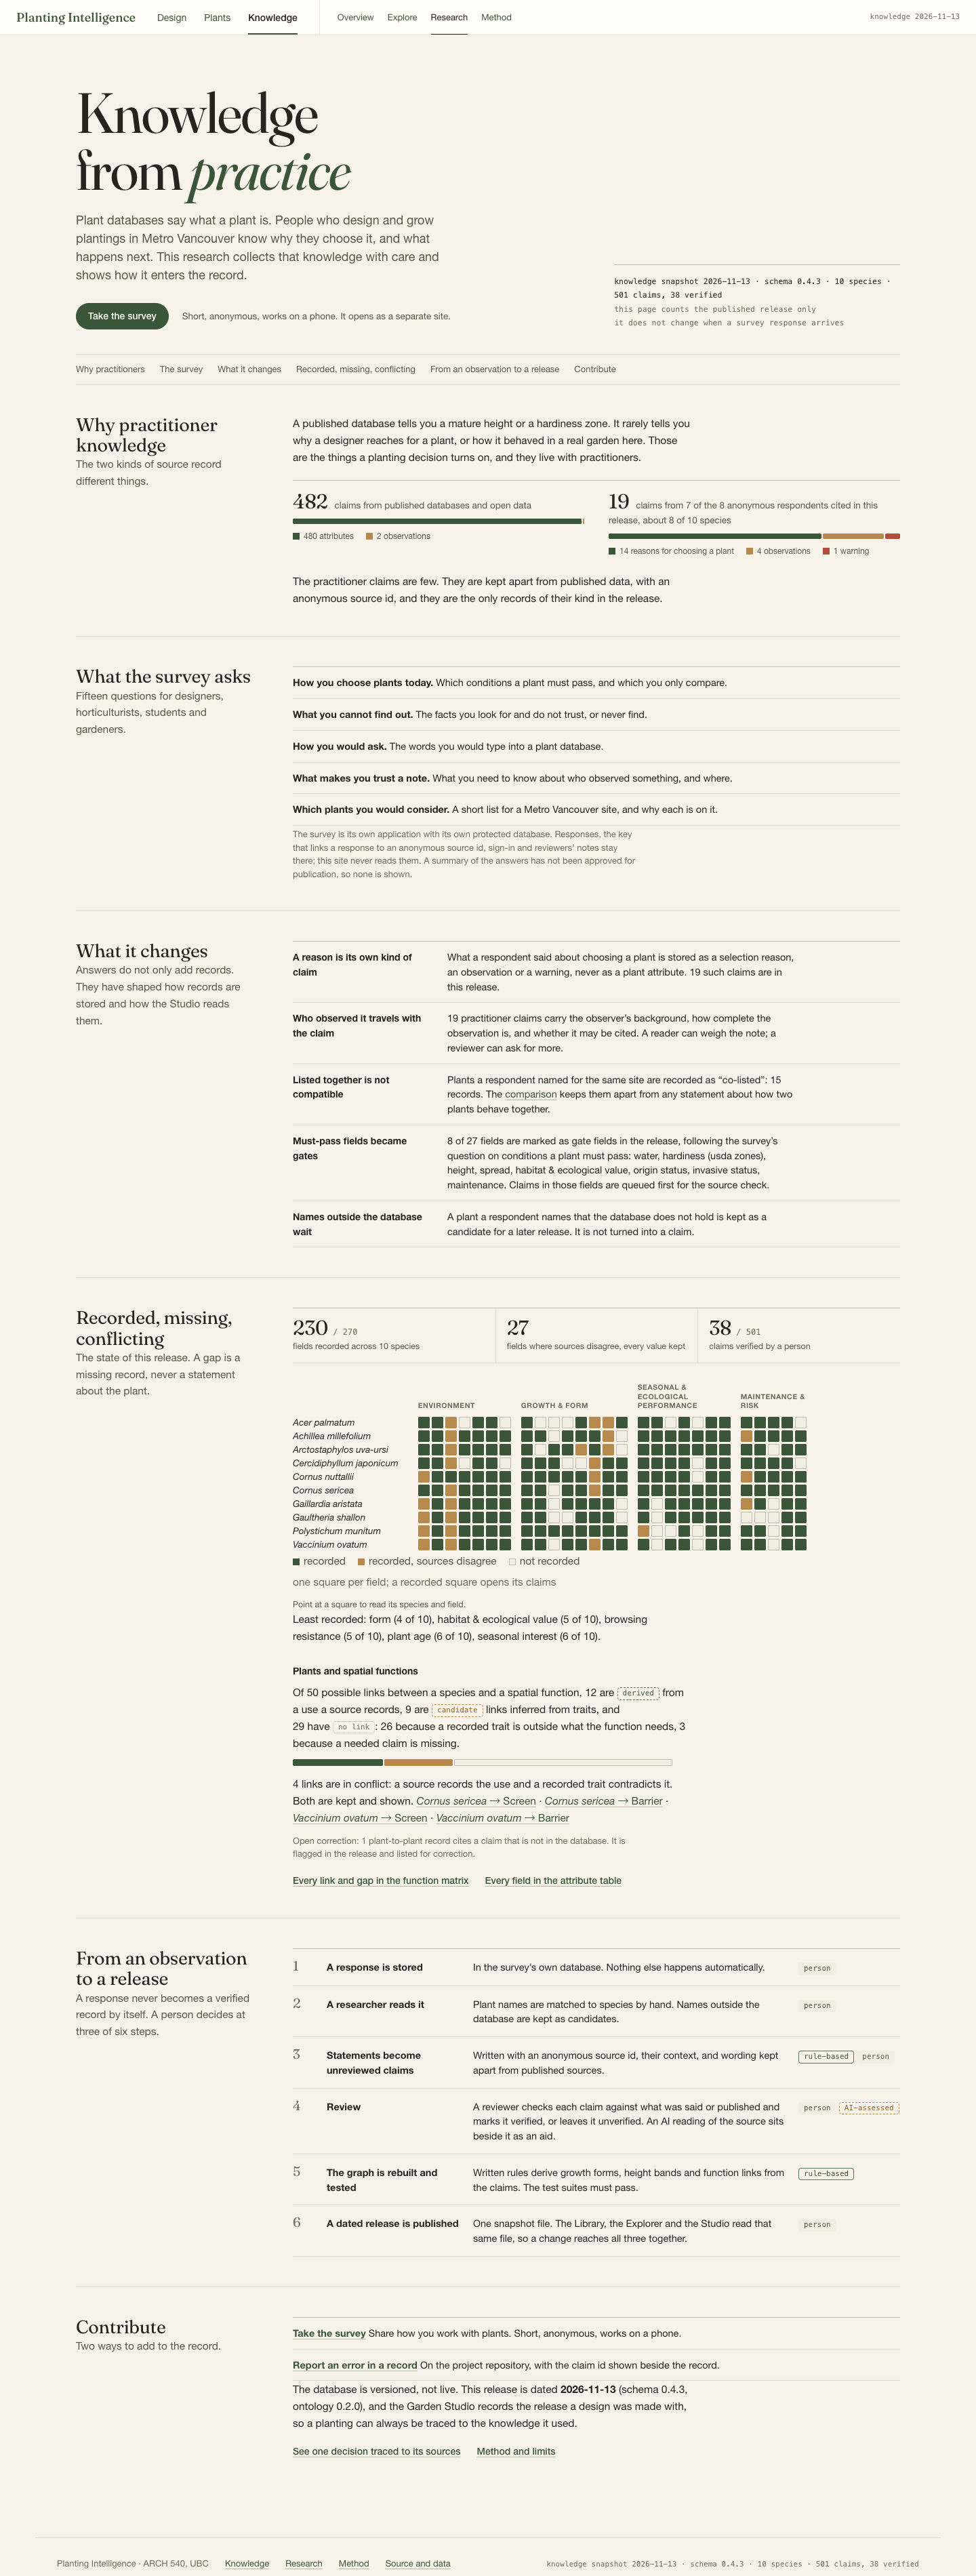 Planting Intelligence Design Plants Knowledge Overview Explore Research Method knowledge 2026-11-13
Knowledge
from practice
Plant databases say what a plant is. People who design and grow
plantings in Metro Vancouver know why they choose it, and what
happens next. This research collects that knowledge with care and
shows how it enters the record.
Take the survey Short, anonymous, works on a phone. It opens as a separate site.
knowledge snapshot 2026-11-13 · schema 0.4.3 · 10 species ·
501 claims, 38 verified
this page counts the published release only
it does not change when a survey response arrives
Why practitioners The survey What it changes Recorded, missing, conflicting From an observation to a release Contribute
Why practitioner
knowledge
The two kinds of source record
different things.
A published database tells you a mature height or a hardiness zone. It rarely tells you
why a designer reaches for a plant, or how it behaved in a real garden here. Those
are the things a planting decision turns on, and they live with practitioners.
482 claims from published databases and open data
480 attributes 2 observations
19 claims from 7 of the 8 anonymous respondents cited in this
release, about 8 of 10 species
14 reasons for choosing a plant 4 observations 1 warning
The practitioner claims are few. They are kept apart from published data, with an
anonymous source id, and they are the only records of their kind in the release.
What the survey asks
Fifteen questions for designers,
horticulturists, students and
gardeners.
How you choose plants today. Which conditions a plant must pass, and which you only compare.
What you cannot find out. The facts you look for and do not trust, or never find.
How you would ask. The words you would type into a plant database.
What makes you trust a note. What you need to know about who observed something, and where.
Which plants you would consider. A short list for a Metro Vancouver site, and why each is on it.
The survey is its own application with its own protected database. Responses, the key
that links a response to an anonymous source id, sign-in and reviewers' notes stay
there; this site never reads them. A summary of the answers has not been approved for
publication, so none is shown.
What it changes
Answers do not only add records.
They have shaped how records are
stored and how the Studio reads
them.
A reason is its own kind of
claim
What a respondent said about choosing a plant is stored as a selection reason,
an observation or a warning, never as a plant attribute. 19 such claims are in
this release.
Who observed it travels with
the claim
19 practitioner claims carry the observer's background, how complete the
observation is, and whether it may be cited. A reader can weigh the note; a
reviewer can ask for more.
Listed together is not
compatible
Plants a respondent named for the same site are recorded as "co-listed": 15
records. The comparison keeps them apart from any statement about how two
plants behave together.
Must-pass fields became
gates
8 of 27 fields are marked as gate fields in the release, following the survey's
question on conditions a plant must pass: water, hardiness (usda zones),
height, spread, habitat & ecological value, origin status, invasive status,
maintenance. Claims in those fields are queued first for the source check.
Names outside the database
wait
A plant a respondent names that the database does not hold is kept as a
candidate for a later release. It is not turned into a claim.
Recorded, missing,
conflicting
The state of this release. A gap is a
missing record, never a statement
about the plant.
230 / 270
fields recorded across 10 species
27
fields where sources disagree, every value kept
38 / 501
claims verified by a person
ENVIRONMENT
GROWTH & FORM
SEASONAL &
ECOLOGICAL
PERFORMANCE
MAINTENANCE &
RISK
Acer palmatum
Achillea millefolium
Arctostaphylos uva-ursi
Cercidiphyllum japonicum
Cornus nuttallii
Cornus sericea
Gaillardia aristata
Gaultheria shallon
Polystichum munitum
Vaccinium ovatum
recorded recorded, sources disagree not recorded
one square per field; a recorded square opens its claims
Point at a square to read its species and field.
Least recorded: form (4 of 10), habitat & ecological value (5 of 10), browsing
resistance (5 of 10), plant age (6 of 10), seasonal interest (6 of 10).
Plants and spatial functions
Of 50 possible links between a species and a spatial function, 12 are derived from
a use a source records, 9 are candidate links inferred from traits, and
29 have no link : 26 because a recorded trait is outside what the function needs, 3
because a needed claim is missing.
4 links are in conflict: a source records the use and a recorded trait contradicts it.
Both are kept and shown. Cornus sericea → Screen · Cornus sericea → Barrier ·
Vaccinium ovatum → Screen · Vaccinium ovatum → Barrier
Open correction: 1 plant-to-plant record cites a claim that is not in the database. It is
flagged in the release and listed for correction.
Every link and gap in the function matrix Every field in the attribute table
From an observation
to a release
A response never becomes a verified
record by itself. A person decides at
three of six steps.
1 A response is stored In the survey's own database. Nothing else happens automatically. person
2 A researcher reads it Plant names are matched to species by hand. Names outside the person
database are kept as candidates.
3 Statements become Written with an anonymous source id, their context, and wording kept rule-based person
unreviewed claims apart from published sources.
4 Review A reviewer checks each claim against what was said or published and person AI-assessed
marks it verified, or leaves it unverified. An AI reading of the source sits
beside it as an aid.
5 The graph is rebuilt and Written rules derive growth forms, height bands and function links from rule-based
tested the claims. The test suites must pass.
6 A dated release is published One snapshot file. The Library, the Explorer and the Studio read that person
same file, so a change reaches all three together.
Contribute
Two ways to add to the record.
Take the survey Share how you work with plants. Short, anonymous, works on a phone.
Report an error in a record On the project repository, with the claim id shown beside the record.
The database is versioned, not live. This release is dated 2026-11-13 (schema 0.4.3,
ontology 0.2.0), and the Garden Studio records the release a design was made with,
so a planting can always be traced to the knowledge it used.
See one decision traced to its sources Method and limits
Planting Intelligence · ARCH 540, UBC Knowledge Research Method Source and data knowledge snapshot 2026-11-13 · schema 0.4.3 · 10 species · 501 claims, 38 verified